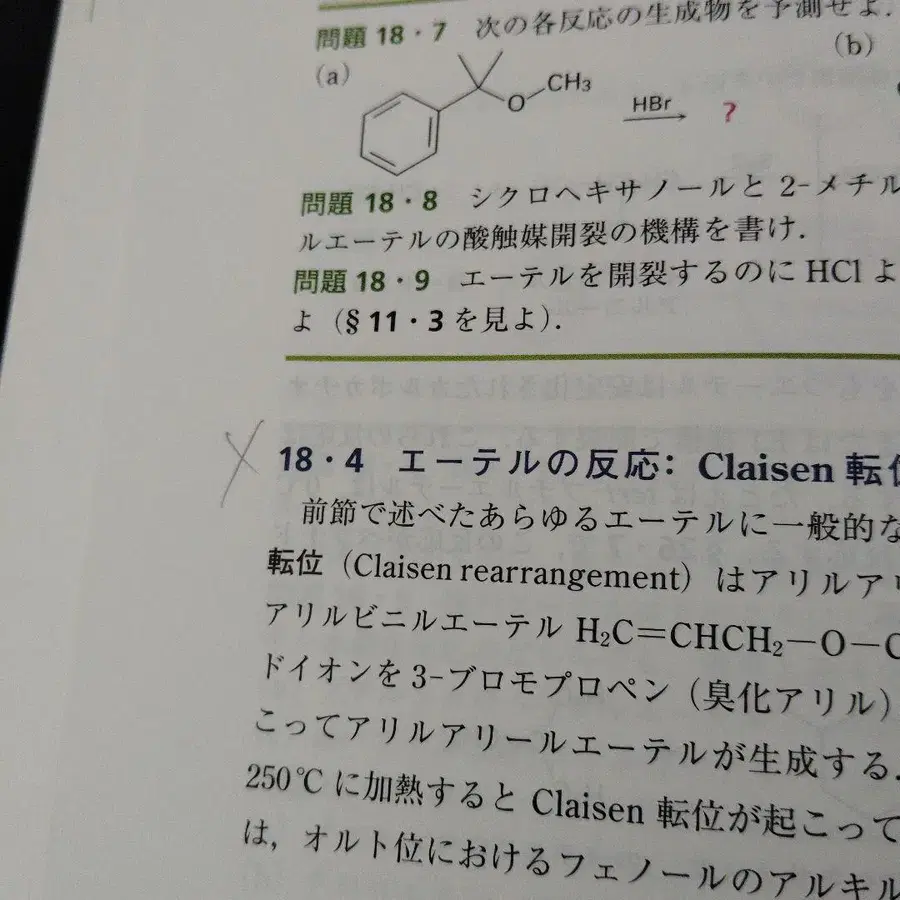 問題 18・7 次の各反応の生成物を予測せよ.
(a)
(b)
O
CH₃
HBr
?
問題 18・8 シクロヘキサノールと 2-メチル
ルエーテルの酸触媒開裂の機構を書け.
問題 18・9 エーテルを開裂するのに HCl よ
よ (§ 11・3 を見よ).
18・4 エーテルの反応: Claisen 転
前節で述べたあらゆるエーテルに一般的な
転位 (Claisen rearrangement) はアリルア
アリルビニルエーテル H₂C=CHCH₂−O−C
ドイオンを 3-ブロモプロペン (臭化アリル)
こってアリルアリールエーテルが生成する.
250℃ に加熱すると Claisen 転位が起こって
は, オルト位におけるフェノールのアルキル